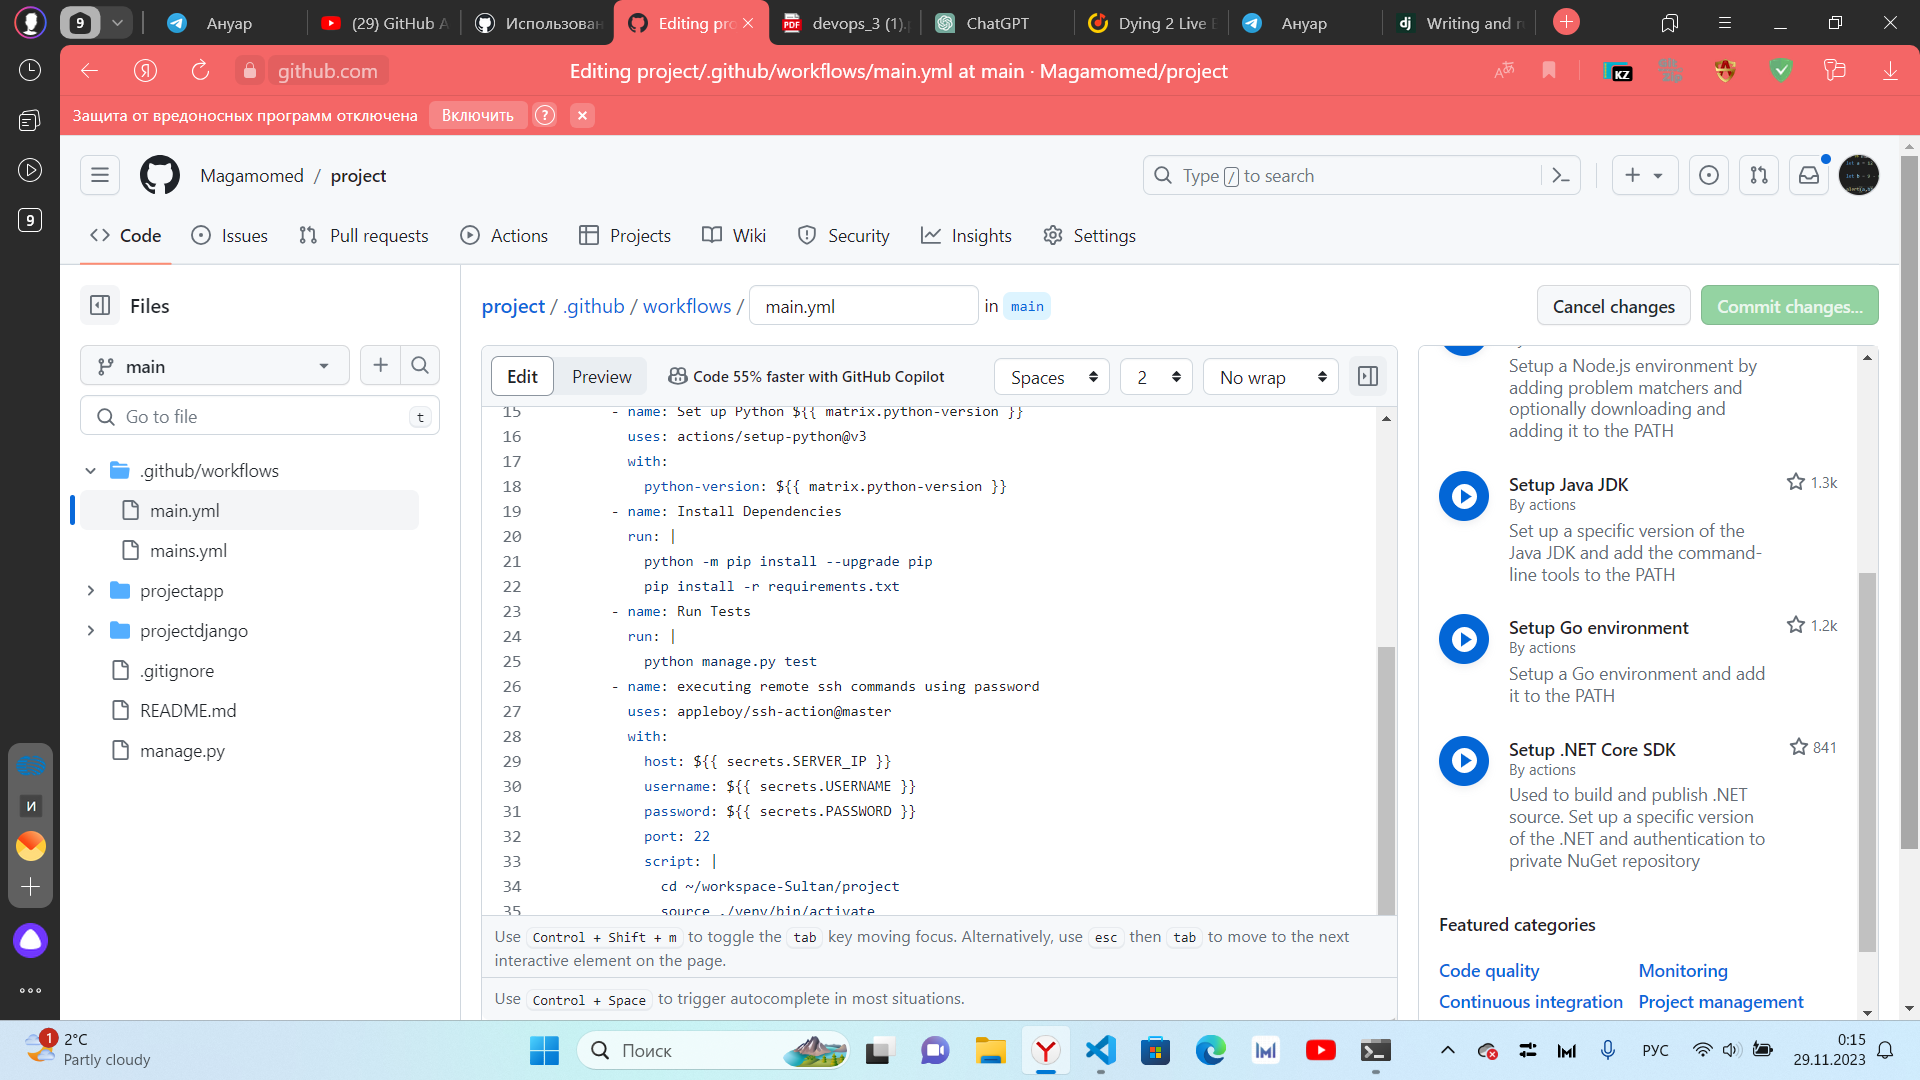 9
Ануар
(29) GitHub A
Использован
Editing pro
devops_3 (1).
ChatGPT
Dying 2 Live
Ануар
dj Writing and r
github.com
Editing project/.github/workflows/main.yml at main · Magamomed/project
KZ
Защита от вредоносных программ отключена
Включить
?
9
Magamomed / project
Type / to search
Code
Issues
Pull requests
Actions
Projects
Wiki
Security
Insights
Settings
Files
project / .github / workflows / main.yml in main
Cancel changes
Commit changes...
main
Go to file
t
.github/workflows
main.yml
mains.yml
projectapp
projectdjango
.gitignore
README.md
manage.py
Edit
Preview
Code 55% faster with GitHub Copilot
Spaces
2
No wrap
15 - name: Set up Python ${{ matrix.python-version }}
16 uses: actions/setup-python@v3
17 with:
18 python-version: ${{ matrix.python-version }}
19 - name: Install Dependencies
20 run: |
21 python -m pip install --upgrade pip
22 pip install -r requirements.txt
23 - name: Run Tests
24 run: |
25 python manage.py test
26 - name: executing remote ssh commands using password
27 uses: appleboy/ssh-action@master
28 with:
29 host: ${{ secrets.SERVER_IP }}
30 username: ${{ secrets.USERNAME }}
31 password: ${{ secrets.PASSWORD }}
32 port: 22
33 script: |
34 cd ~/workspace-Sultan/project
35 source ./venv/bin/activate
Use Control + Shift + m to toggle the tab key moving focus. Alternatively, use esc then tab to move to the next
interactive element on the page.
Use Control + Space to trigger autocomplete in most situations.
Setup a Node.js environment by
adding problem matchers and
optionally downloading and
adding it to the PATH
Setup Java JDK
1.3k
By actions
Set up a specific version of the
Java JDK and add the command-
line tools to the PATH
Setup Go environment
1.2k
By actions
Setup a Go environment and add
it to the PATH
Setup .NET Core SDK
841
By actions
Used to build and publish .NET
source. Set up a specific version
of the .NET and authentication to
private NuGet repository
Featured categories
Code quality
Monitoring
Continuous integration
Project management
И
1
2°C
Partly cloudy
Поиск
РУС
0:15
29.11.2023